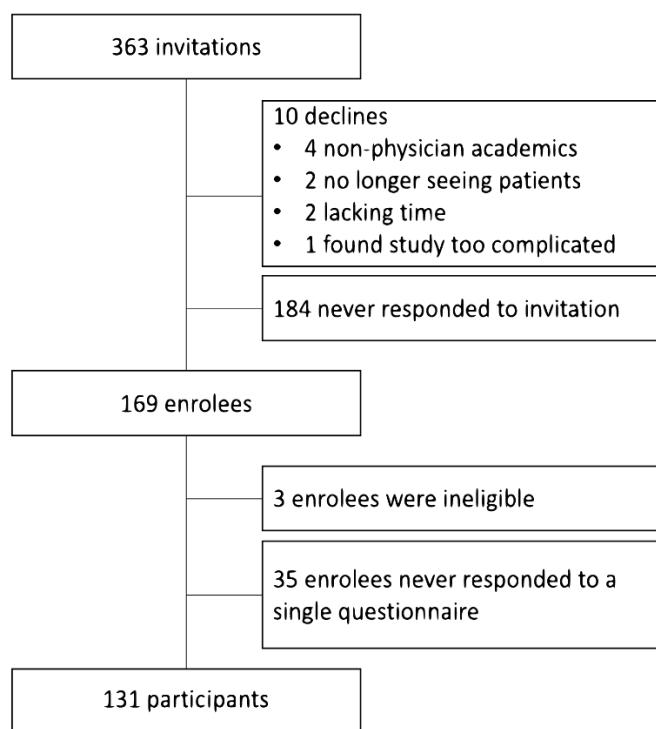 363 invitations
10 declines
• 4 non-physician academics
• 2 no longer seeing patients
• 2 lacking time
• 1 found study too complicated
184 never responded to invitation
169 enrolees
3 enrolees were ineligible
35 enrolees never responded to a
single questionnaire
131 participants